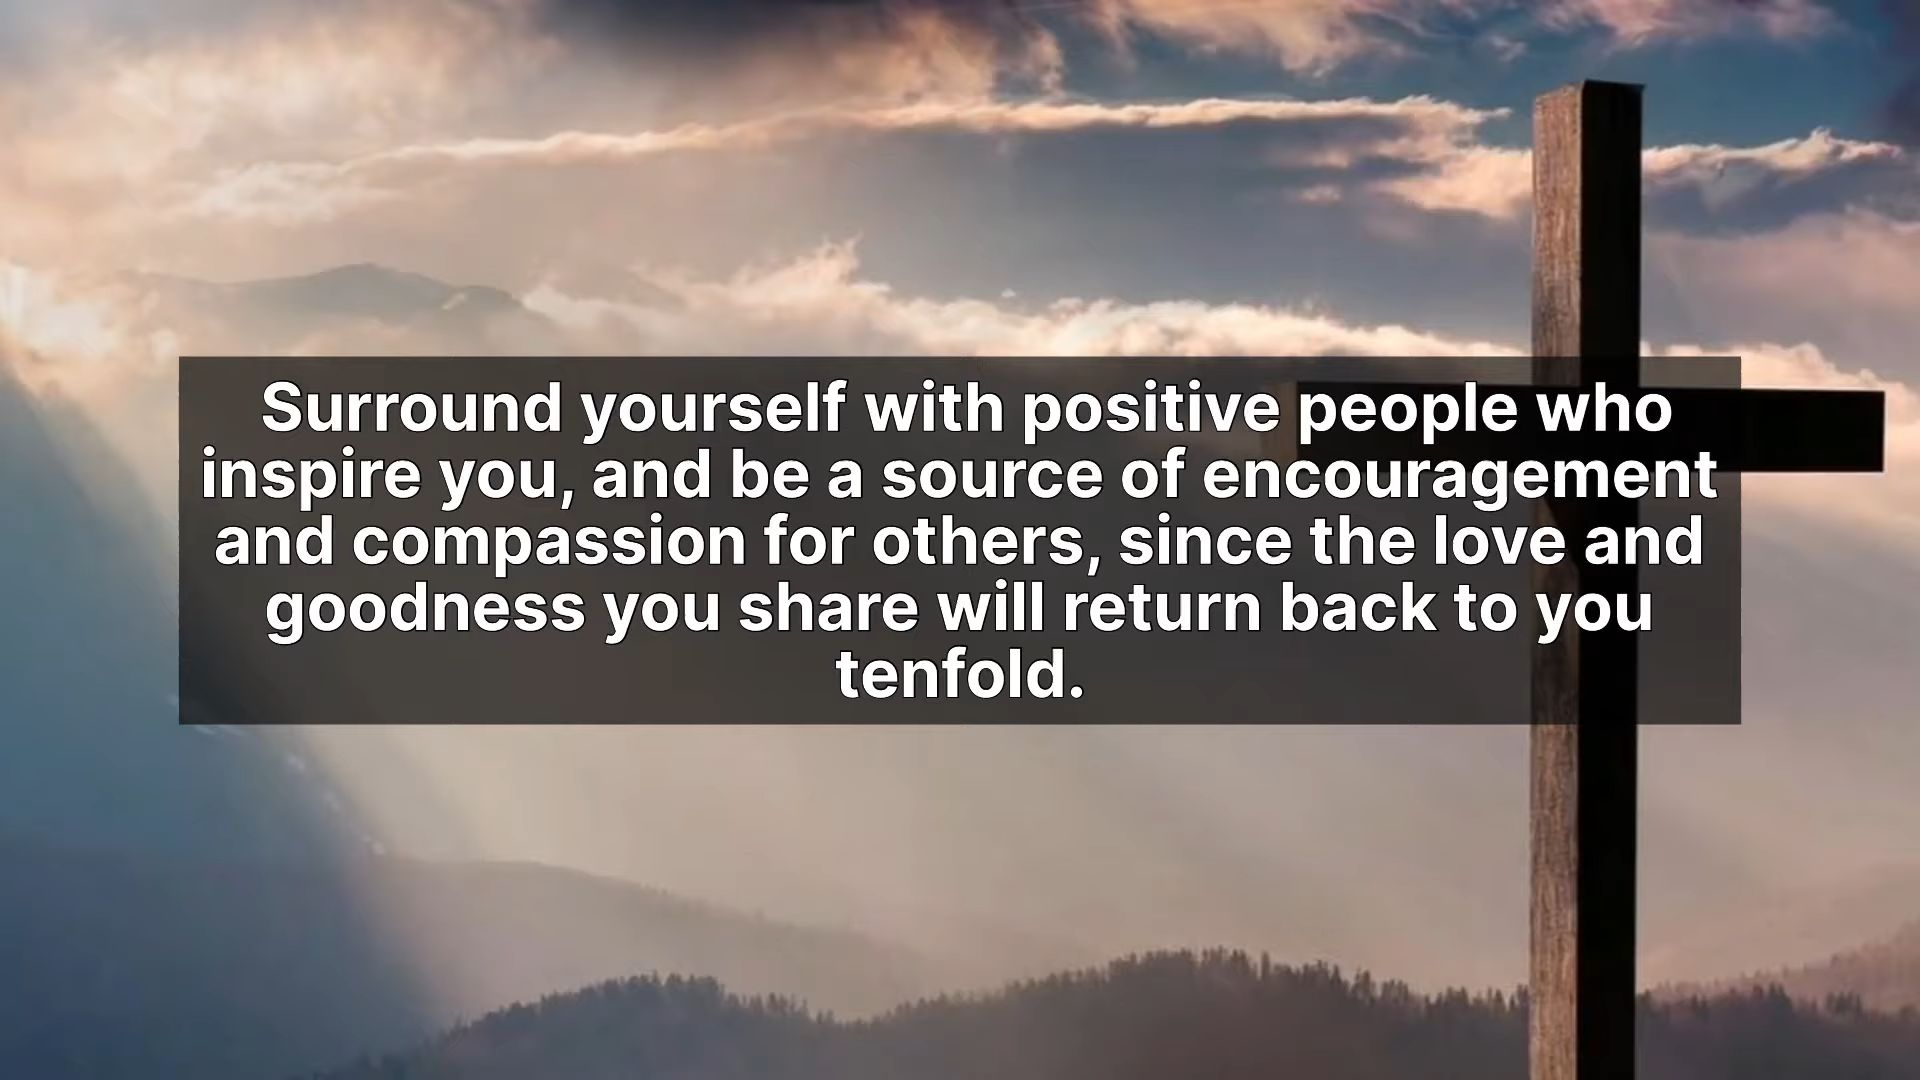 Surround yourself with positive people who
inspire you, and be a source of encouragement
and compassion for others, since the love and
goodness you share will return back to you
tenfold.